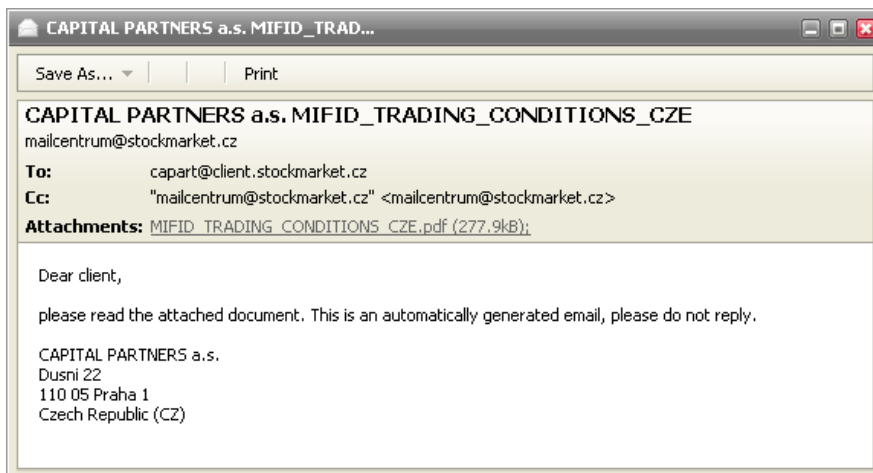 CAPITAL PARTNERS a.s. MIFID_TRAD...
Save As... Print
CAPITAL PARTNERS a.s. MIFID_TRADING_CONDITIONS_CZE
mailcentrum@stockmarket.cz
To: capart@client.stockmarket.cz
Cc: "mailcentrum@stockmarket.cz" <mailcentrum@stockmarket.cz>
Attachments: MIFID_TRADING_CONDITIONS_CZE.pdf (277.9kB);
Dear client,
please read the attached document. This is an automatically generated email, please do not reply.
CAPITAL PARTNERS a.s.
Dusni 22
110 05 Praha 1
Czech Republic (CZ)